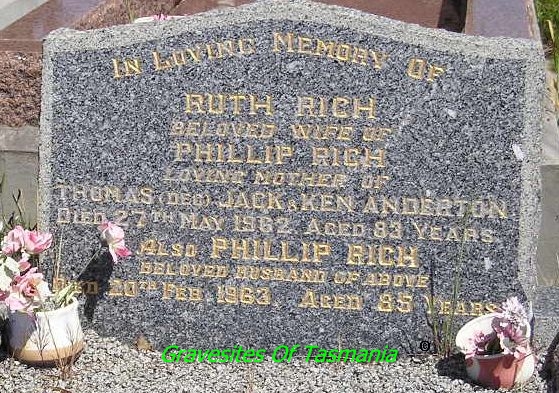 In Loving Memory Of
RUTH RICH
BELOVED WIFE OF
PHILLIP RICH
LOVING MOTHER OF
THOMAS (DEC) JACK & KEN ANDERTON
DIED 27TH MAY 1962 AGED 83 YEARS
ALSO PHILLIP RICH
BELOVED HUSBAND OF ABOVE
DIED 20TH FEB. 1963 AGED 85 YEARS
Gravesites Of Tasmania ©